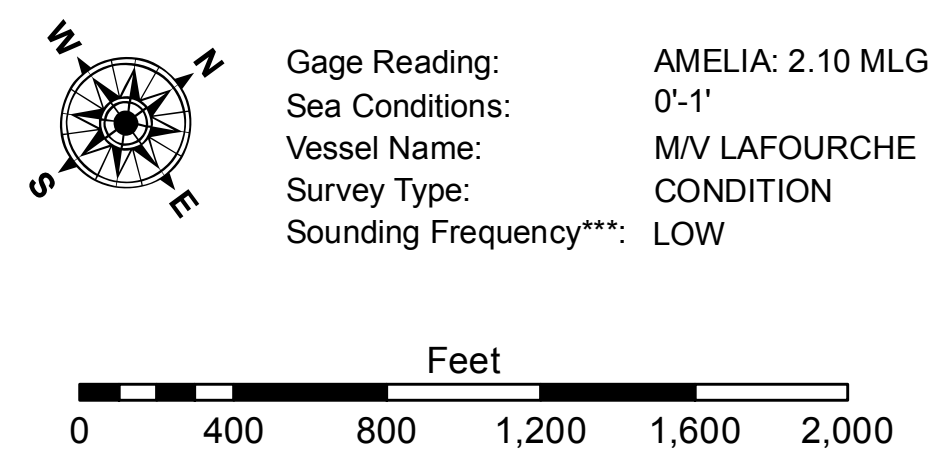 W
N
S
E
Gage Reading: AMELIA: 2.10 MLG
Sea Conditions: 0'-1'
Vessel Name: M/V LAFOURCHE
Survey Type: CONDITION
Sounding Frequency***: LOW
Feet
0 400 800 1,200 1,600 2,000